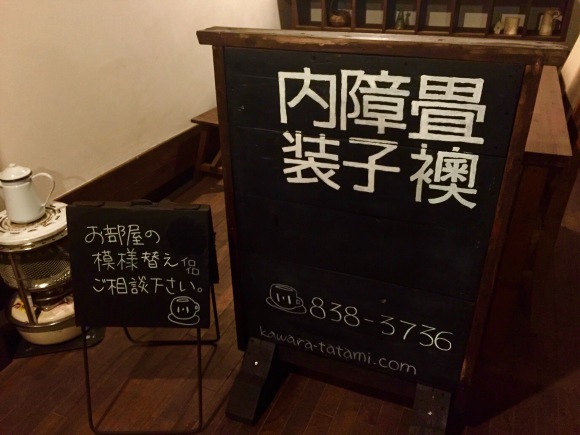 畳襖
障子
内装
838-3736
kawara-tatami.com
お部屋の
模様替え
ご相談下さい。